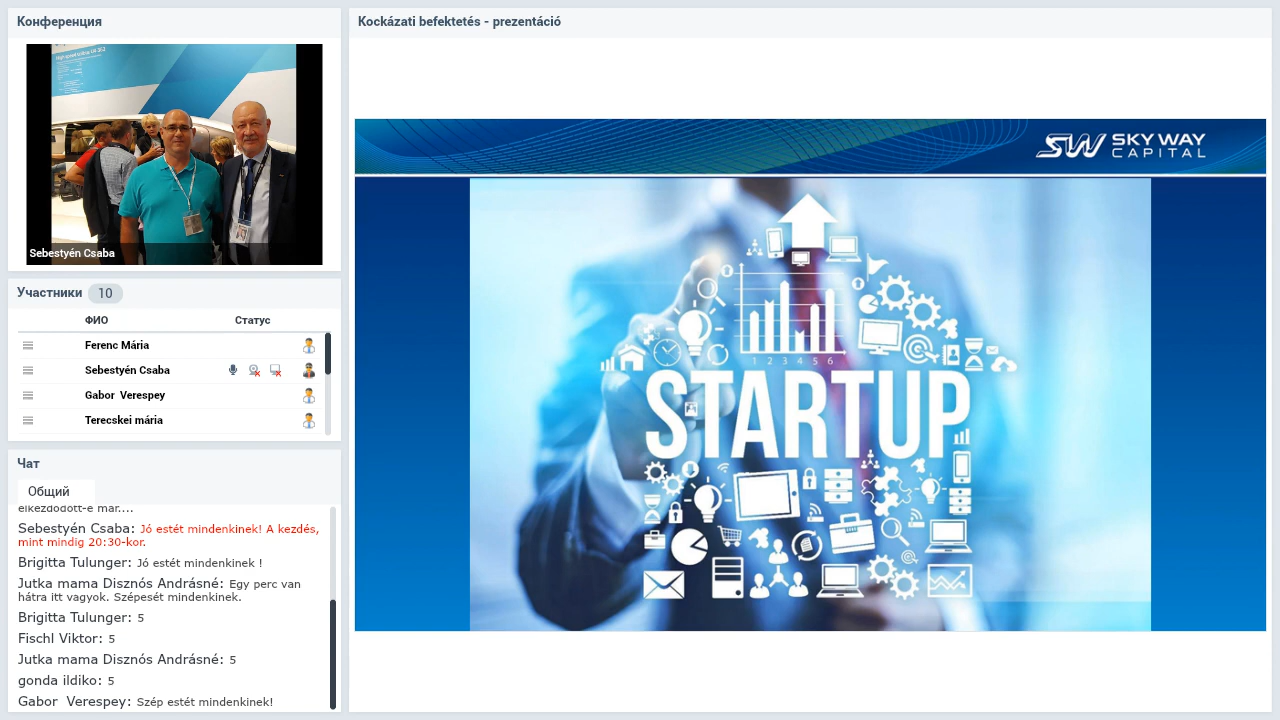 Конференция
Sebestyén Csaba
Участники 10
ФИО Статус
Ferenc Mária
Sebestyén Csaba
Gabor Verespey
Terecskei mária
Чат
Общий
elkezdődött-e már....
Sebestyén Csaba: Jó estét mindenkinek! A kezdés,
mint mindig 20:30-kor.
Brigitta Tulunger: Jó estét mindenkinek !
Jutka mama Disznós Andrásné: Egy perc van
hátra itt vagyok. Szépesét mindenkinek.
Brigitta Tulunger: 5
Fischl Viktor: 5
Jutka mama Disznós Andrásné: 5
gonda ildiko: 5
Gabor Verespey: Szép estét mindenkinek!
Kockázati befektetés - prezentáció
SW SKY WAY
CAPITAL
1 2 3 4 5 6
STARTUP